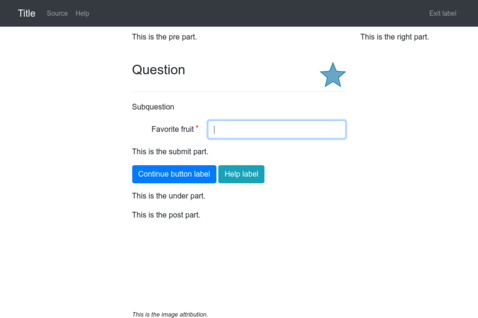 Title Source Help Exit label
This is the pre part. This is the right part.
Question
Subquestion
Favorite fruit *
This is the submit part.
Continue button label Help label
This is the under part.
This is the post part.
This is the image attribution.